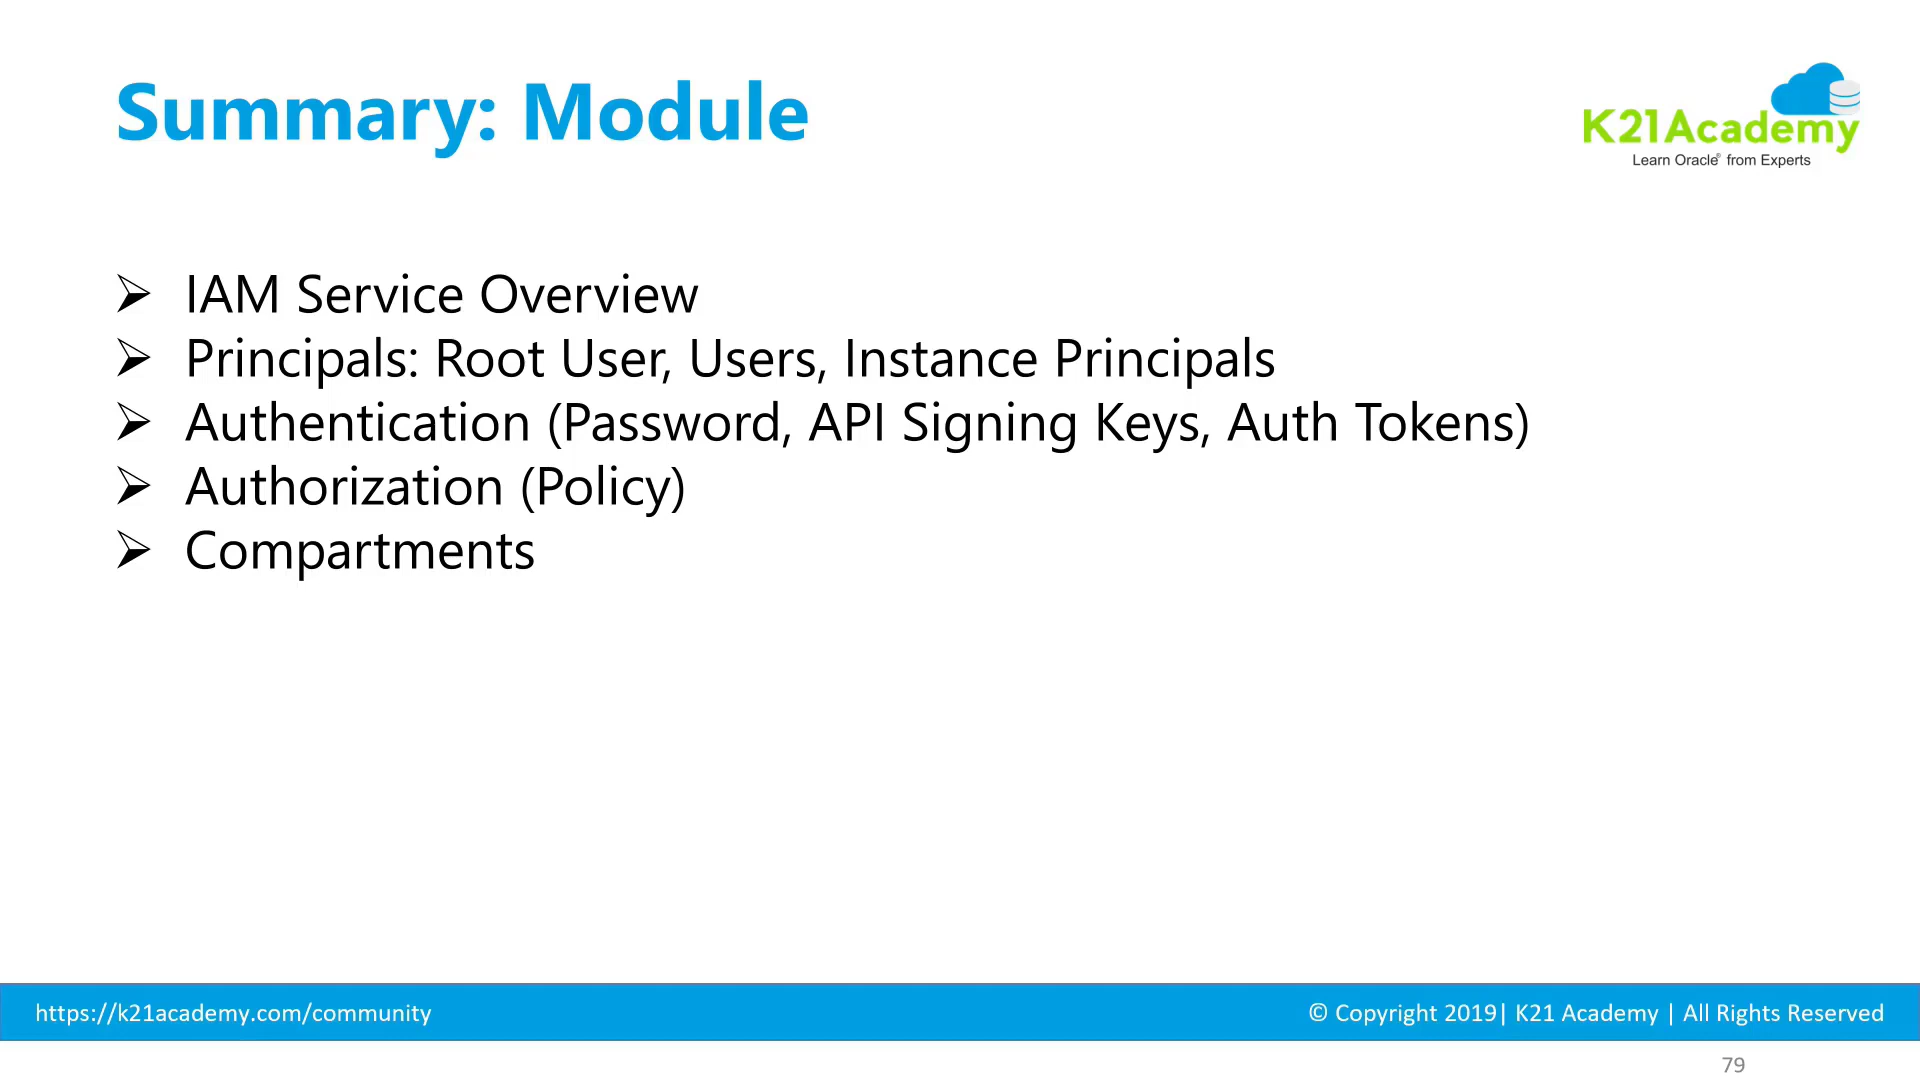 Summary: Module
K21Academy
Learn Oracle® from Experts
➢ IAM Service Overview
➢ Principals: Root User, Users, Instance Principals
➢ Authentication (Password, API Signing Keys, Auth Tokens)
➢ Authorization (Policy)
➢ Compartments
https://k21academy.com/community
© Copyright 2019| K21 Academy | All Rights Reserved
79